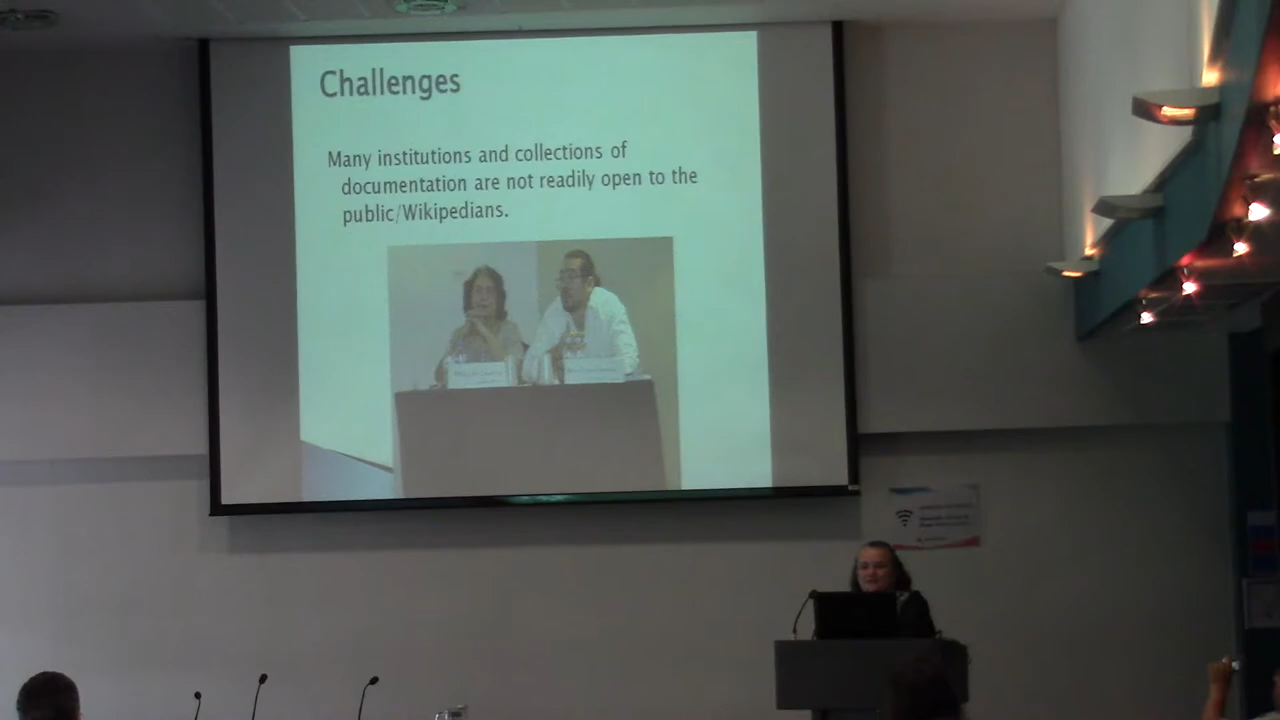 Challenges
Many institutions and collections of
documentation are not readily open to the
public/Wikipedians.